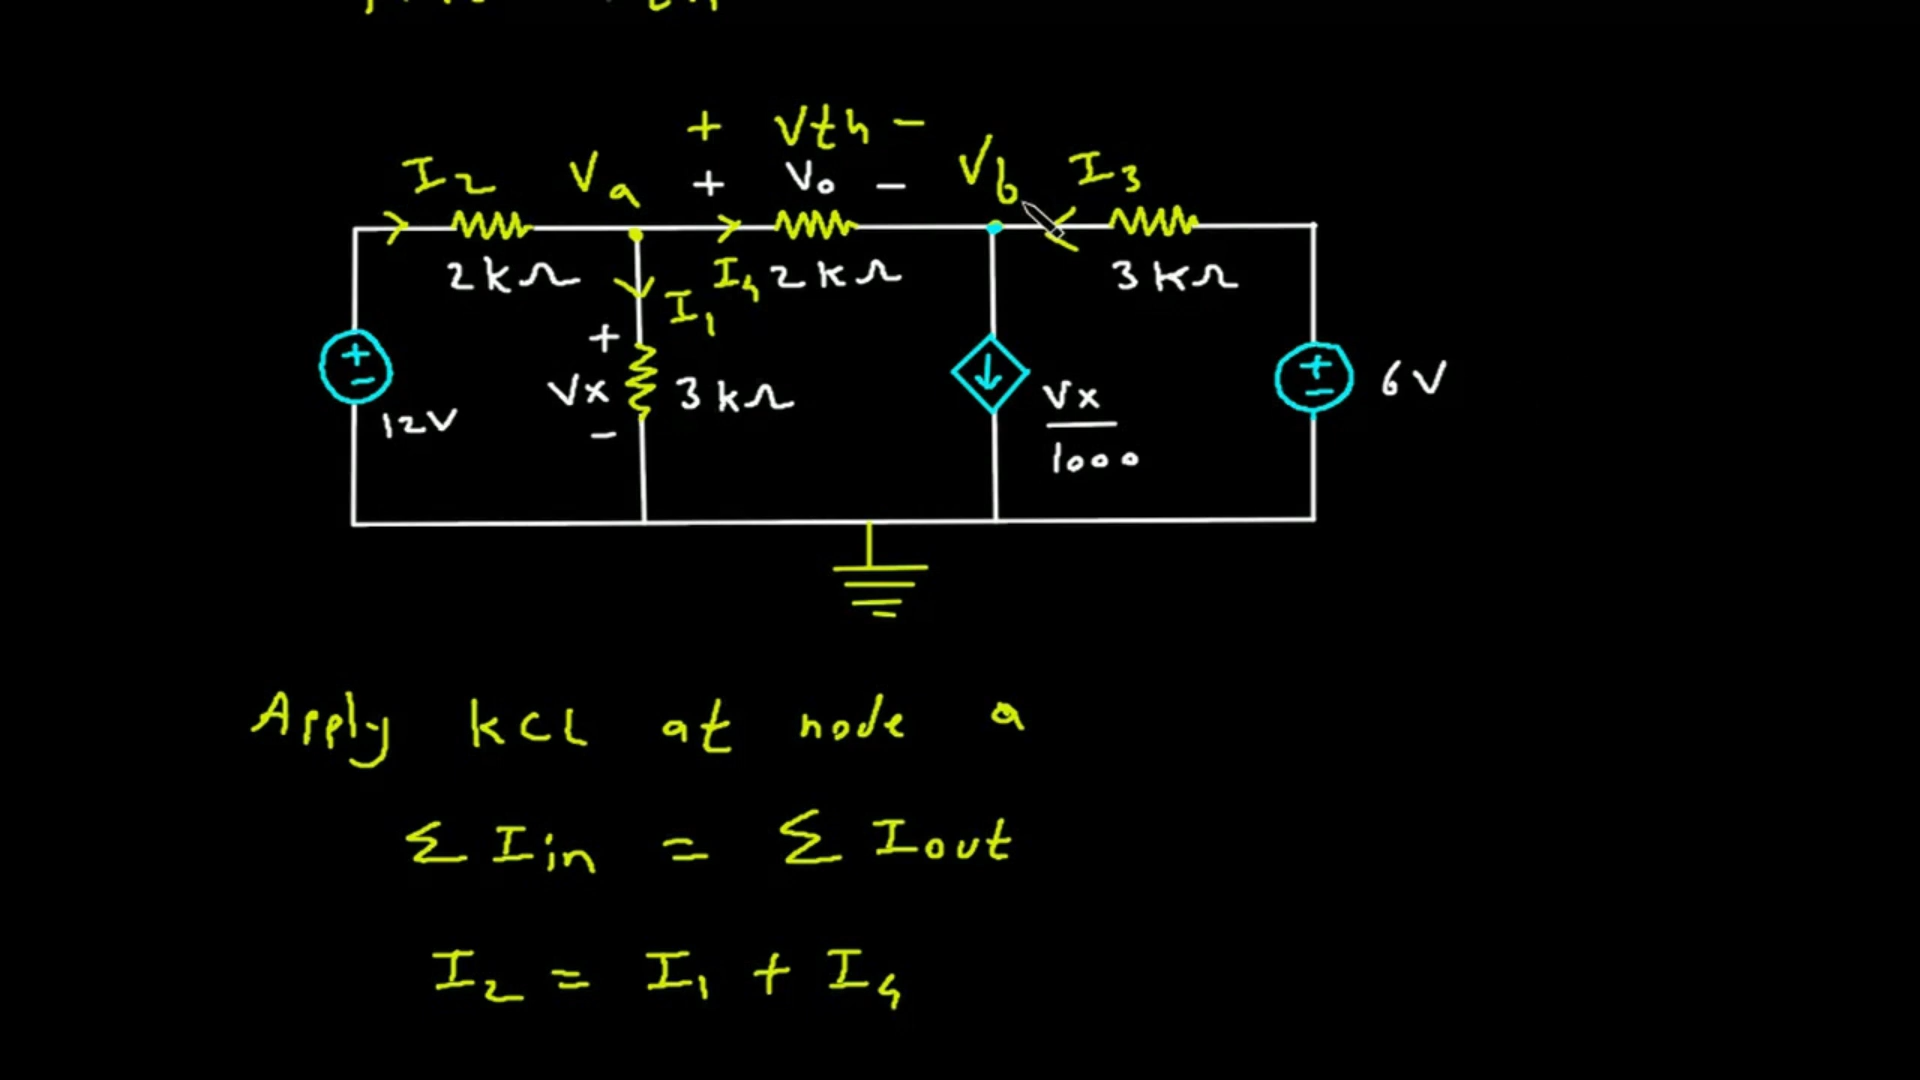 + Vth -
I2 Va + Vo - Vb I3
2kΩ I4 2kΩ 3kΩ
I1
+
Vx 3kΩ
-
+
-
12V
Vx
1000
+
-
6V
Apply KCL at node a
Σ Iin = Σ Iout
I2 = I1 + I4